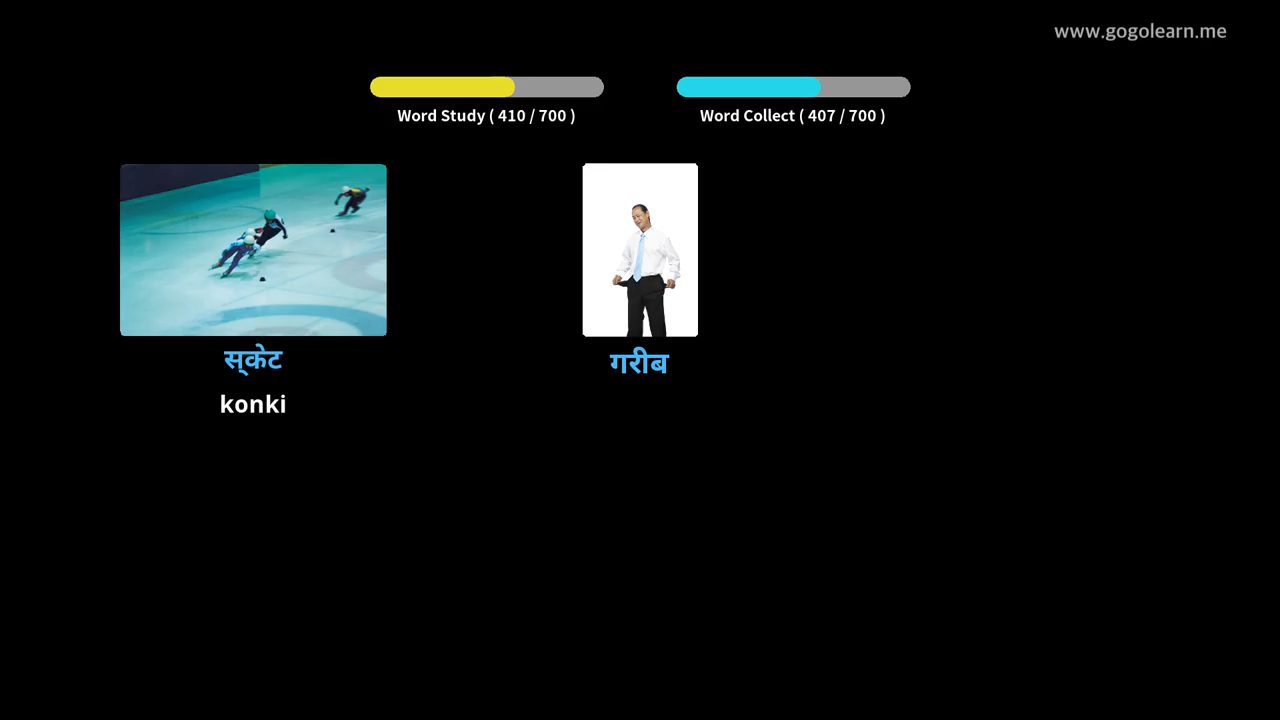 www.gogolearn.me
Word Study ( 410 / 700 )
Word Collect ( 407 / 700 )
स्केट
गरीब
konki